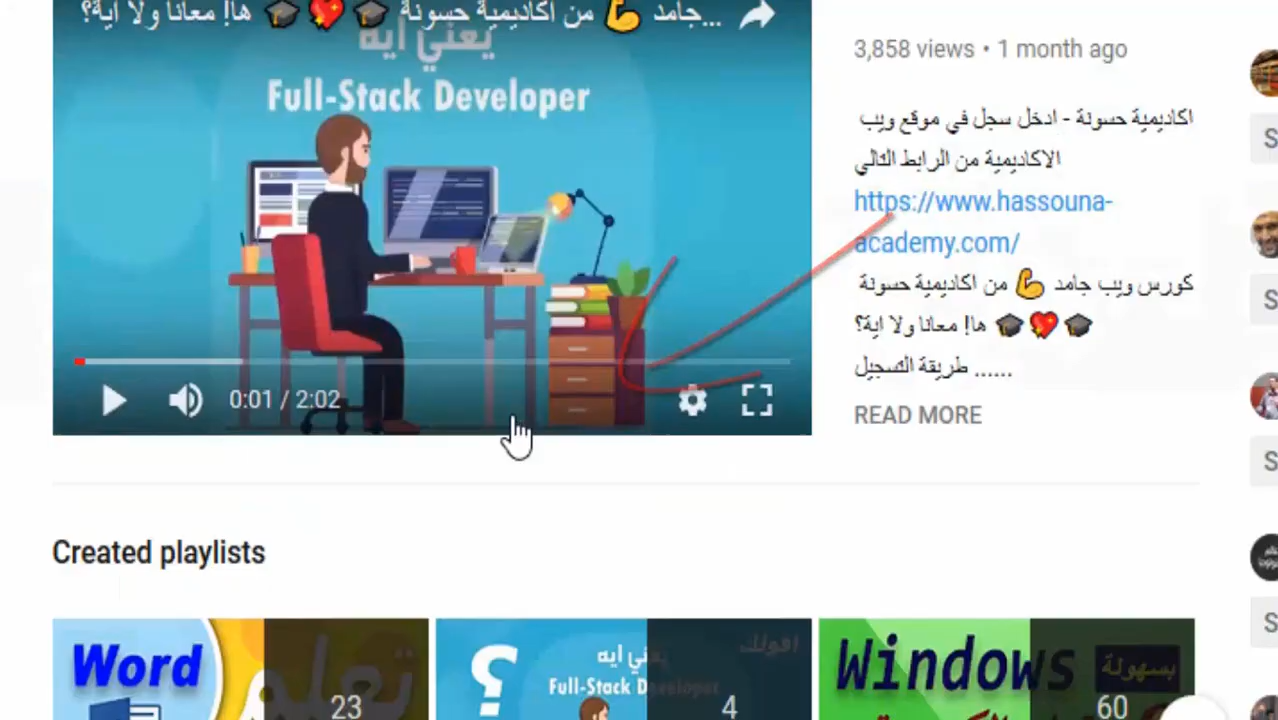 جامد 💪 من اكاديمية حسونة 🎓💖🎓 ها! معانا ولا اية؟...
يعني ايه
Full-Stack Developer
0:01 / 2:02
3,858 views • 1 month ago
اكاديمية حسونة - ادخل سجل في موقع ويب
الاكاديمية من الرابط التالي
https://www.hassouna-
academy.com/
كورس ويب جامد 💪 من اكاديمية حسونة
🎓💖🎓 ها! معانا ولا اية؟
طريقة التسجيل ......
READ MORE
S
S
S
S
S
Created playlists
Word
تعلم
23
اقولك
يعني ايه
؟
Full-Stack Developer
4
Windows
بسهولة
60